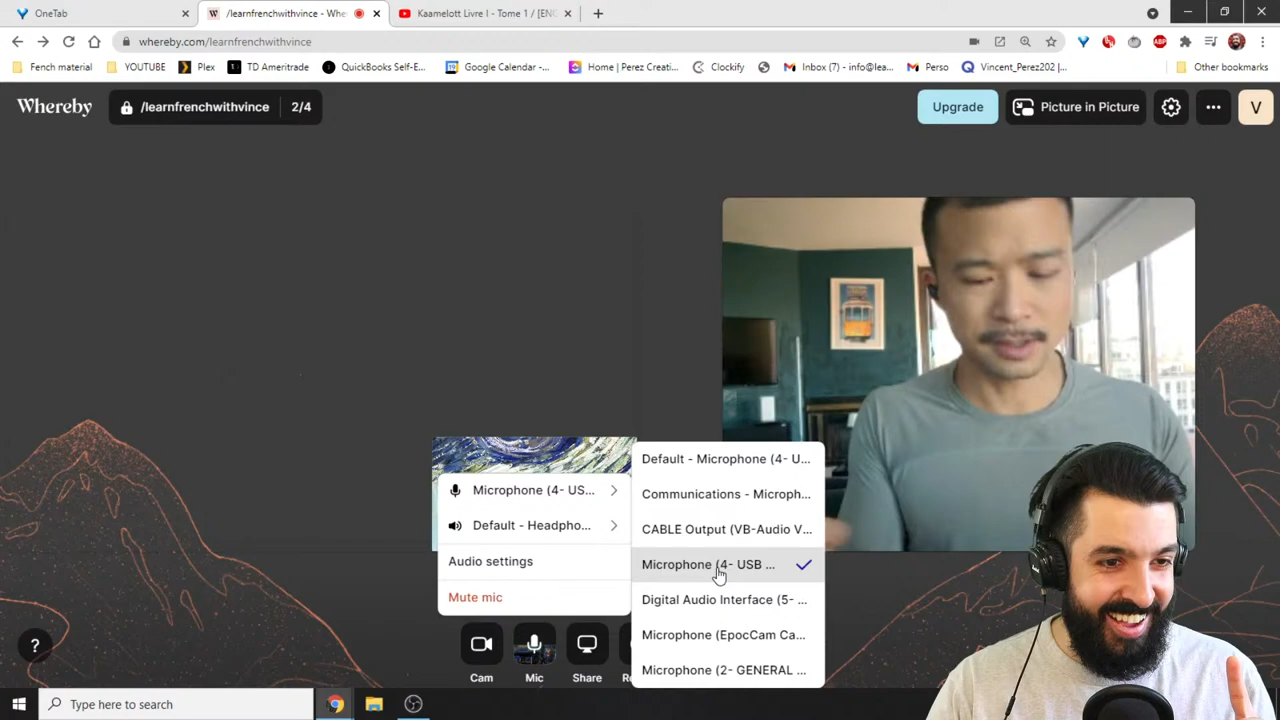 OneTab
/learnfrenchwithvince - Whe
Kaamelott Livre I - Tome 1 / [ENG
whereby.com/learnfrenchwithvince
Fench material
YOUTUBE
Plex
TD Ameritrade
QuickBooks Self-E...
Google Calendar -...
Home | Perez Creati...
Clockify
Inbox (7) - info@lea...
Perso
Vincent_Perez202 |...
Other bookmarks
Whereby
/learnfrenchwithvince
2/4
Upgrade
Picture in Picture
V
Microphone (4- US...
Default - Headpho...
Audio settings
Mute mic
Default - Microphone (4- U...
Communications - Microph...
CABLE Output (VB-Audio V...
Microphone (4- USB ...
Digital Audio Interface (5- ...
Microphone (EpocCam Ca...
Microphone (2- GENERAL ...
?
Cam
Mic
Share
Type here to search